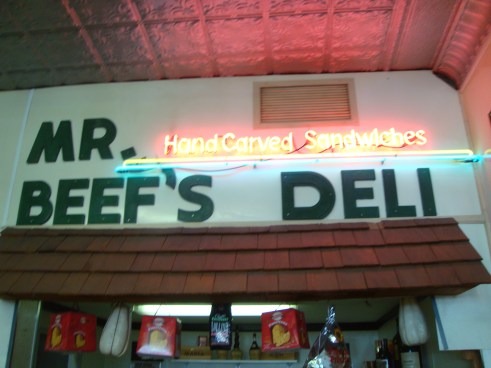 MR.
Hand Carved Sandwiches
BEEF'S DELI